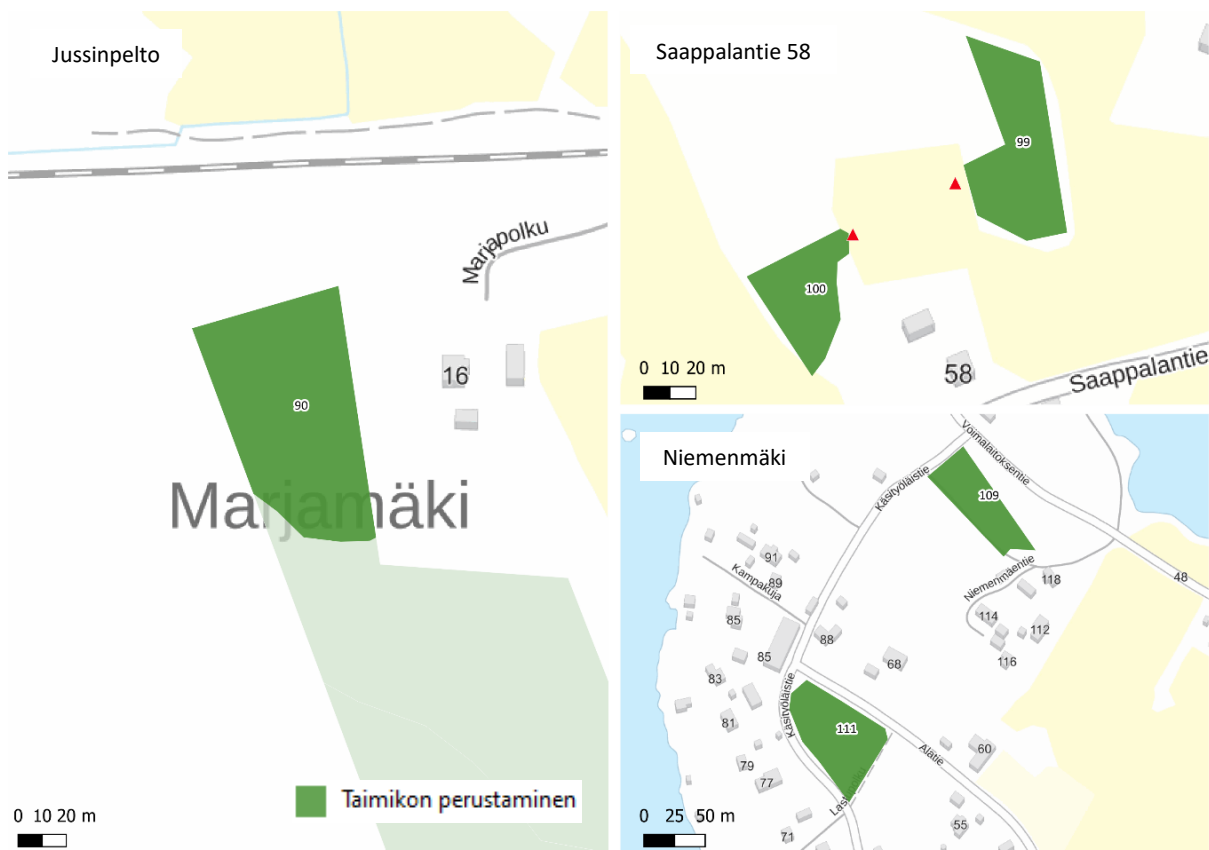 Jussinpelto
Marjapolku
16
90
Marjamäki
Taimikon perustaminen
0 10 20 m
Saappalantie 58
99
100
58
Saappalantie
0 10 20 m
Niemenmäki
Voimalaitoksentie
Käsityöläistie
109
91
89
Kampakuja
Niemenmäentie
118
48
85
114
112
88
85
116
68
83
Käsityöläistie
81
111
Alätie
60
79
77
71
55
0 25 50 m